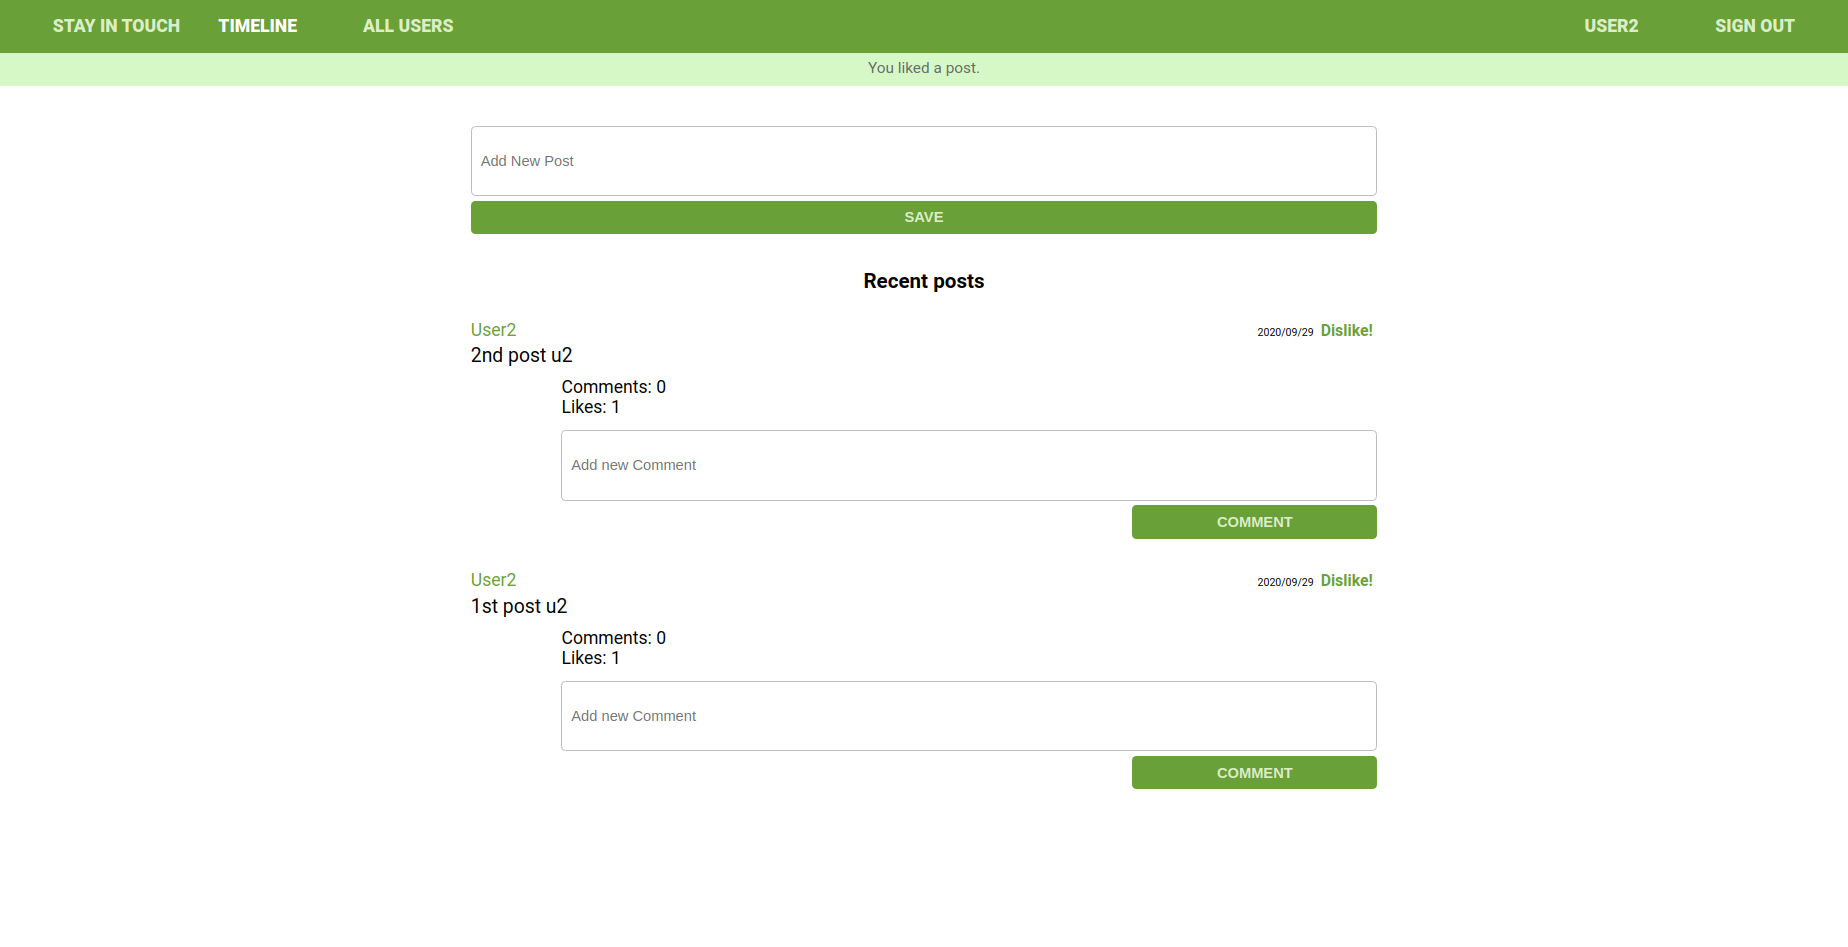 STAY IN TOUCH TIMELINE ALL USERS USER2 SIGN OUT
You liked a post.
Add New Post
SAVE
Recent posts
User2 2020/09/29 Dislike!
2nd post u2
Comments: 0
Likes: 1
Add new Comment
COMMENT
User2 2020/09/29 Dislike!
1st post u2
Comments: 0
Likes: 1
Add new Comment
COMMENT